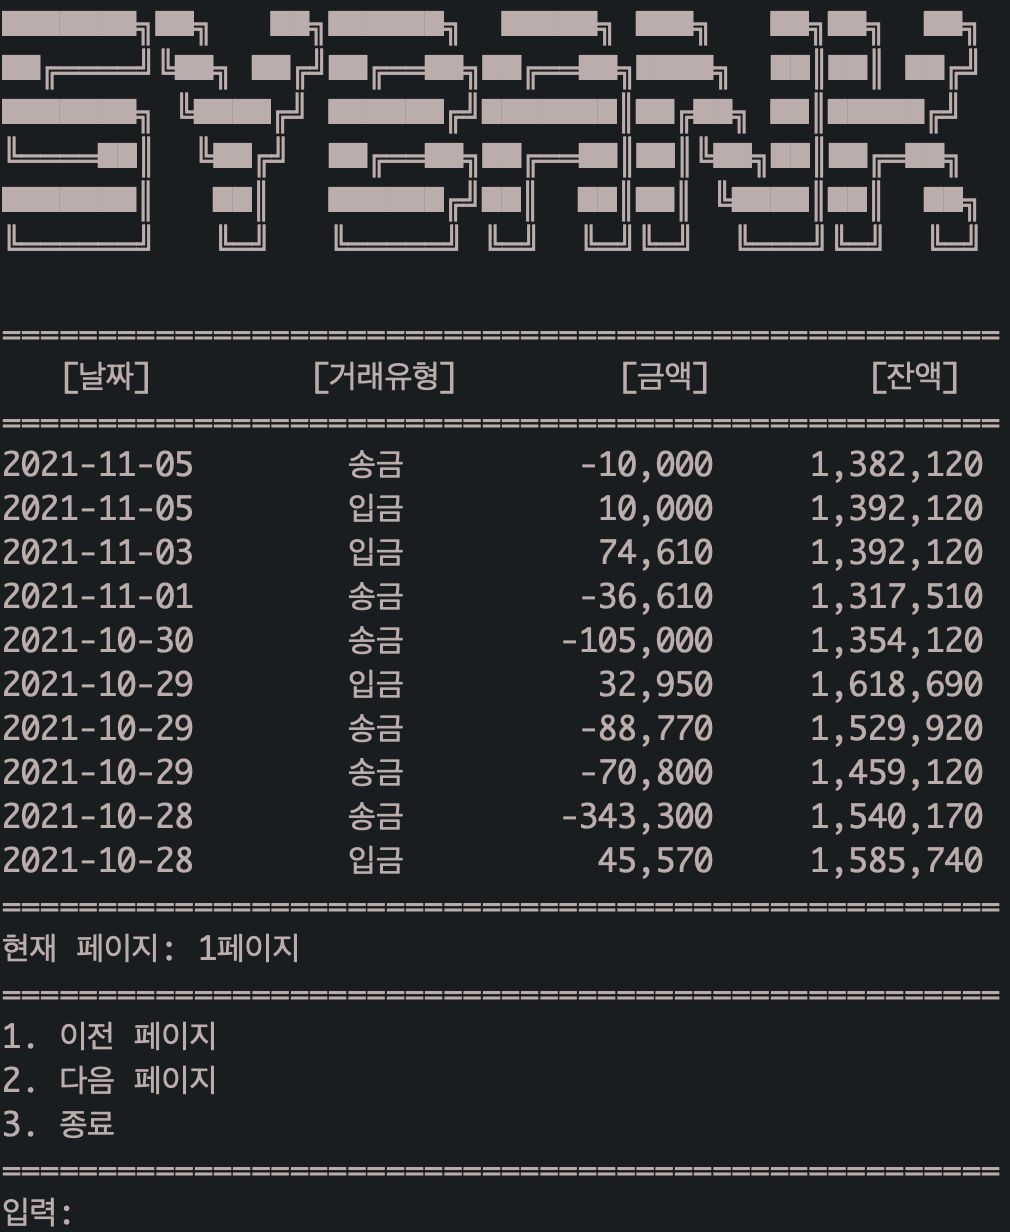 SYBANK
[날짜] [거래유형] [금액] [잔액]
2021-11-05 송금 -10,000 1,382,120
2021-11-05 입금 10,000 1,392,120
2021-11-03 입금 74,610 1,392,120
2021-11-01 송금 -36,610 1,317,510
2021-10-30 송금 -105,000 1,354,120
2021-10-29 입금 32,950 1,618,690
2021-10-29 송금 -88,770 1,529,920
2021-10-29 송금 -70,800 1,459,120
2021-10-28 송금 -343,300 1,540,170
2021-10-28 입금 45,570 1,585,740
현재 페이지: 1페이지
1. 이전 페이지
2. 다음 페이지
3. 종료
입력: